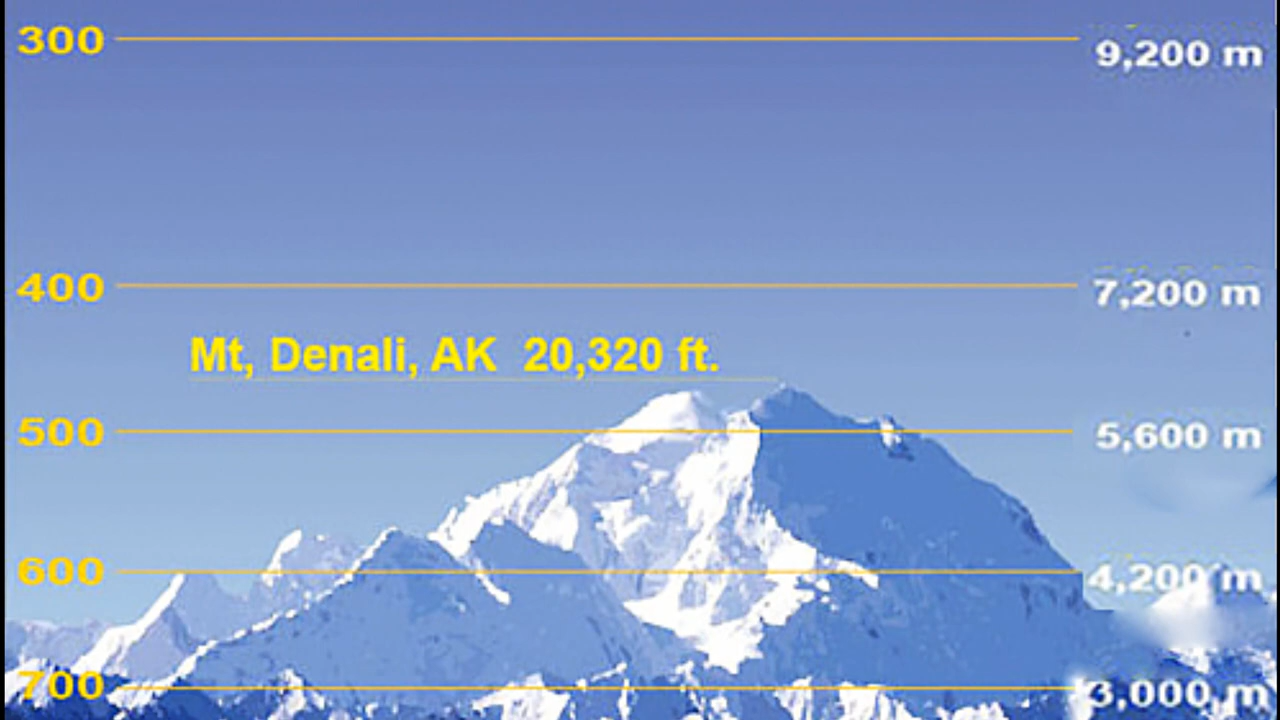 300 9,200 m
400 7,200 m
Mt, Denali, AK 20,320 ft.
500 5,600 m
600 4,200 m
700 3,000 m